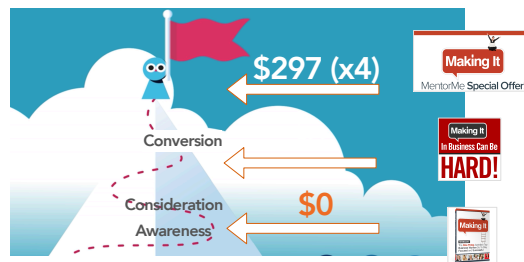 $297 (x4)
Making It
MentorMe Special Offer
Conversion
Making It
In Business Can Be
HARD!
Consideration
$0
Awareness
Making It